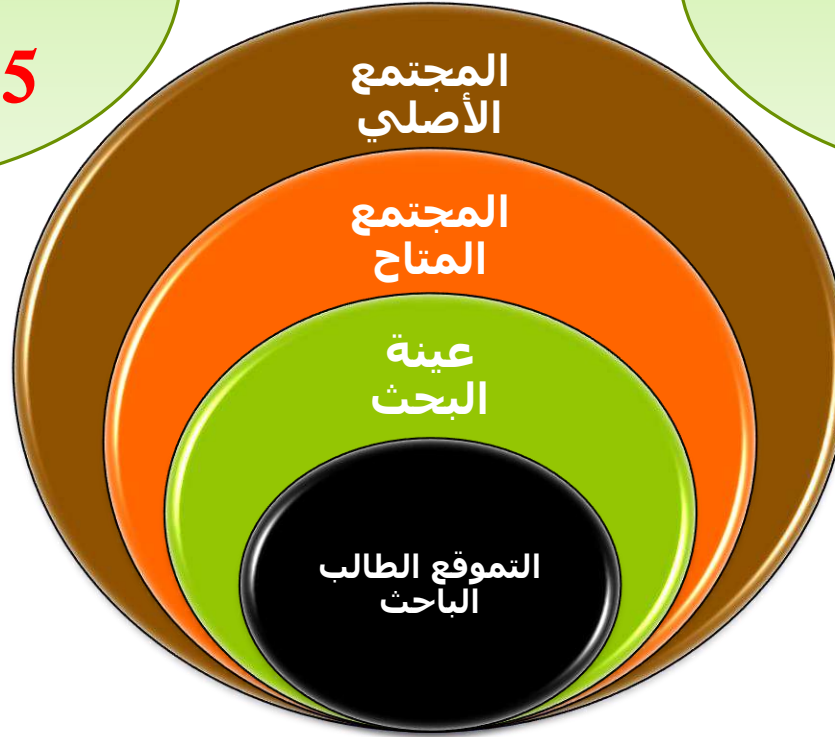 5
المجتمع
الأصلي
المجتمع
المتاح
عينة
البحث
التموقع الطالب
الباحث